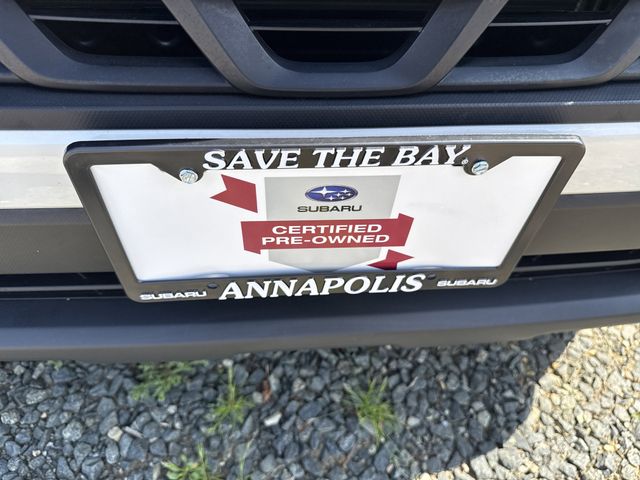 SAVE THE BAY
SUBARU
CERTIFIED
PRE-OWNED
SUBARU ANNAPOLIS SUBARU